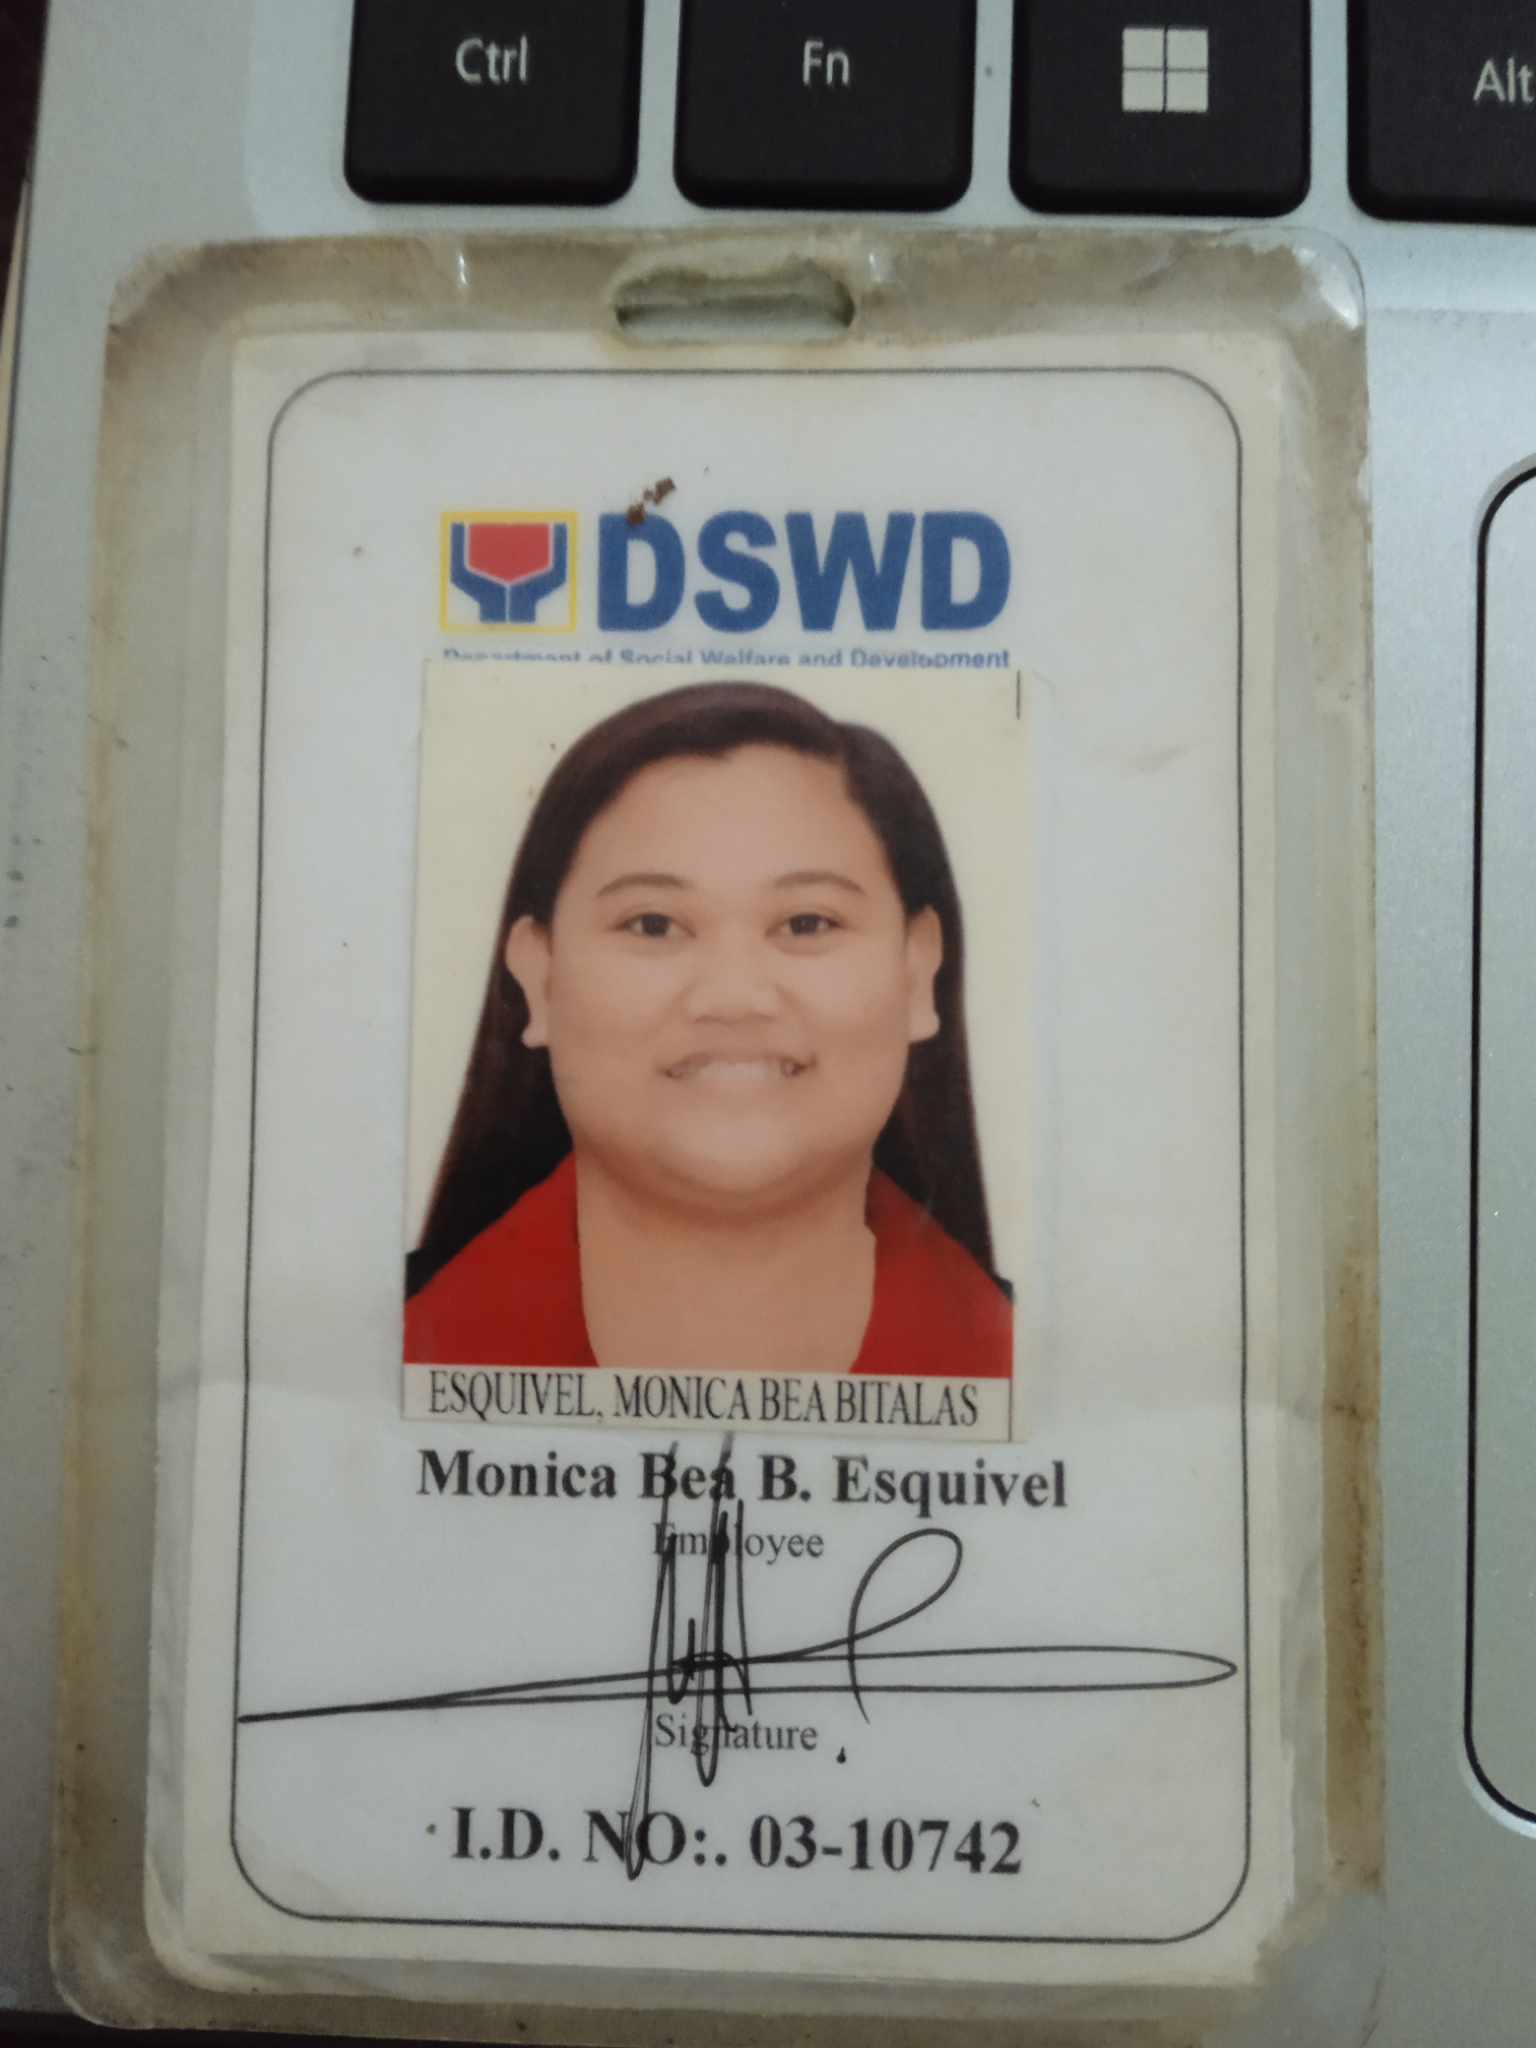 Ctrl Fn Alt
DSWD
Department of Social Welfare and Development
ESQUIVEL, MONICA BEA BITALAS
Monica Bea B. Esquivel
Employee
Signature
I.D. NO:. 03-10742